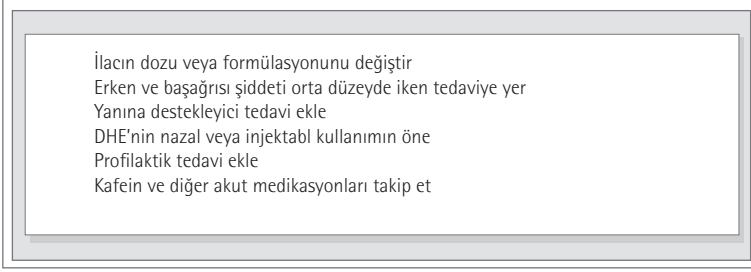 İlacın dozu veya formülasyonunu değiştir
Erken ve başağrısı şiddeti orta düzeyde iken tedaviye yer
Yanına destekleyici tedavi ekle
DHE'nin nazal veya injektabl kullanımın öne
Profilaktik tedavi ekle
Kafein ve diğer akut medikasyonları takip et